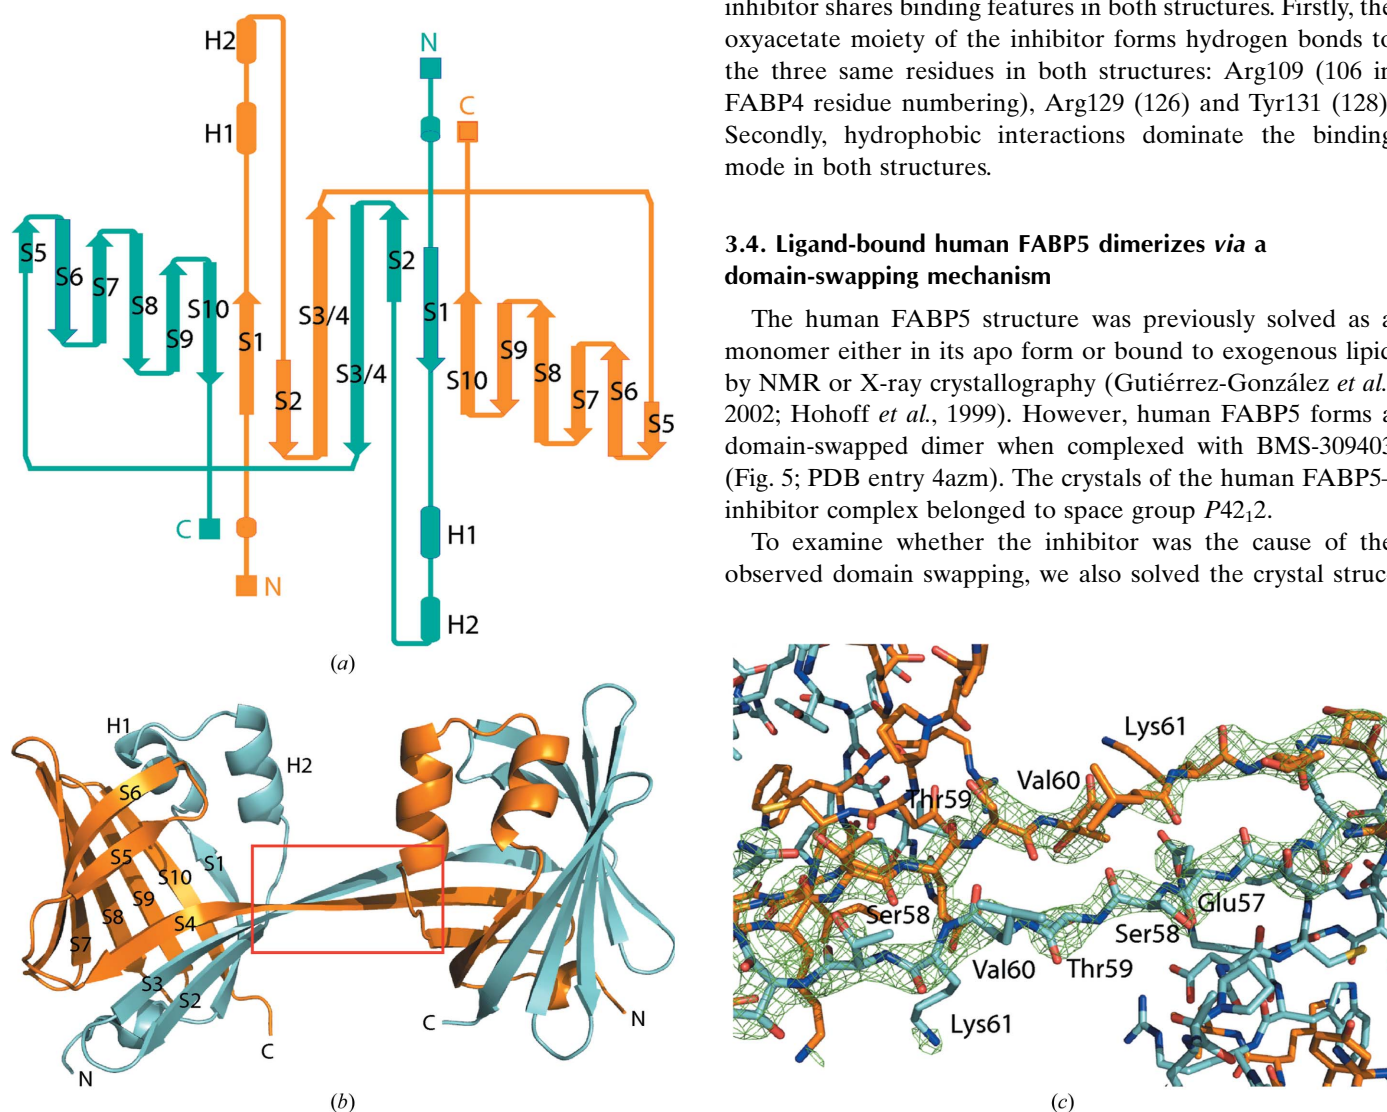 H2
N
C
H1
S5
S6
S7
S8
S9
S10
S1
S2
S3/4
S3/4
S2
S1
S10
S9
S8
S7
S6
S5
C
N
H1
H2
(a)
inhibitor shares binding features in both structures. Firstly, the
oxyacetate moiety of the inhibitor forms hydrogen bonds to
the three same residues in both structures: Arg109 (106 in
FABP4 residue numbering), Arg129 (126) and Tyr131 (128)
Secondly, hydrophobic interactions dominate the binding
mode in both structures.
3.4. Ligand-bound human FABP5 dimerizes via a
domain-swapping mechanism
The human FABP5 structure was previously solved as a
monomer either in its apo form or bound to exogenous lipid
by NMR or X-ray crystallography (Gutiérrez-González et al.
2002; Hohoff et al., 1999). However, human FABP5 forms a
domain-swapped dimer when complexed with BMS-309403
(Fig. 5; PDB entry 4azm). The crystals of the human FABP5–
inhibitor complex belonged to space group P42₁2.
To examine whether the inhibitor was the cause of the
observed domain swapping, we also solved the crystal struc
H1
H2
S6
S1
S5
S10
S9
S8
S4
S7
S3
S2
C
N
C
N
(b)
Lys61
Val60
Thr59
Ser58
Glu57
Ser58
Val60
Thr59
Lys61
(c)